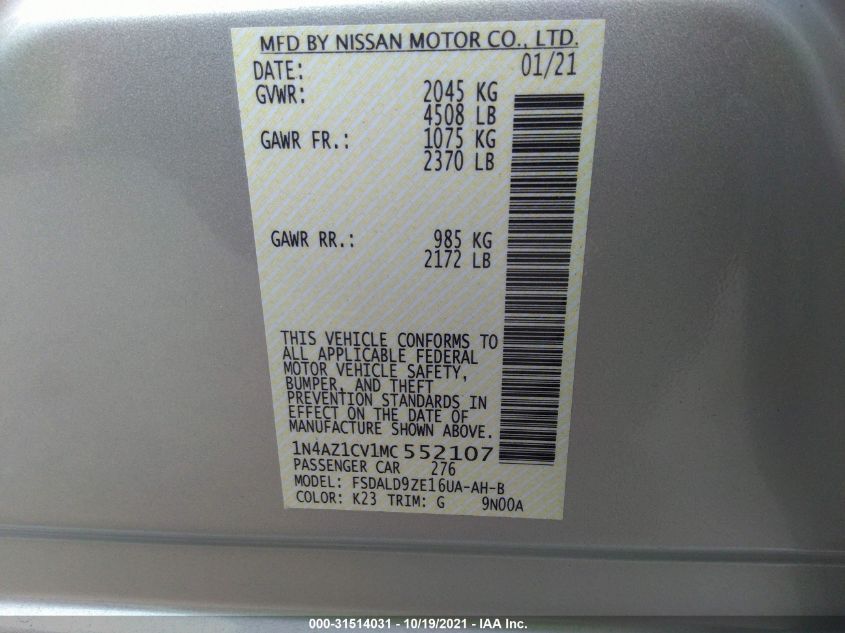 MFD BY NISSAN MOTOR CO., LTD.
DATE: 01/21
GVWR: 2045 KG
4508 LB
GAWR FR.: 1075 KG
2370 LB
GAWR RR.: 985 KG
2172 LB
THIS VEHICLE CONFORMS TO
ALL APPLICABLE FEDERAL
MOTOR VEHICLE SAFETY,
BUMPER, AND THEFT
PREVENTION STANDARDS IN
EFFECT ON THE DATE OF
MANUFACTURE SHOWN ABOVE.
1N4AZ1CV1MC552107
PASSENGER CAR 276
MODEL: FSDALD9ZE16UA-AH-B
COLOR: K23 TRIM: G 9N00A
000-31514031 - 10/19/2021 - IAA Inc.